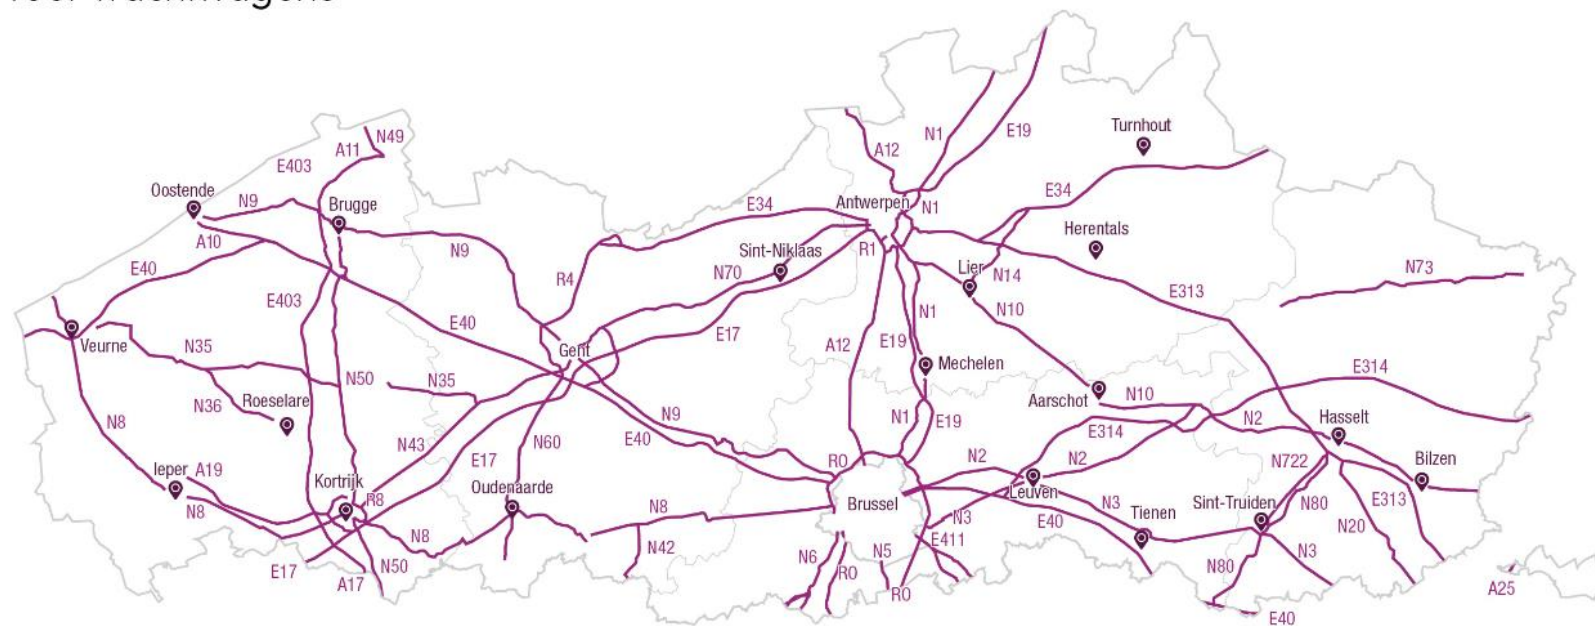 N49
A11
E403
N1
E19
A12
Turnhout
Oostende
N9
Brugge
E34
Antwerpen
N1
E34
A10
N9
Sint-Niklaas
R1
Herentals
E40
R4
N70
Lier
N14
N73
E403
E40
E17
N1
N10
E313
Veurne
N35
Gent
A12
E19
Mechelen
E314
N50
N35
Aarschot
N10
Roeselare
N36
N9
N1
E19
E314
N2
Hasselt
N8
N43
N60
E40
Ieper
A19
E17
R0
N2
N2
N722
Bilzen
Kortrijk
R8
Oudenaarde
Brussel
Leuven
N3
Sint-Truiden
N80
E313
N8
N8
N8
N3
E40
Tienen
N20
N42
E411
N6
R0
N5
N80
N3
E17
A17
N50
R0
A25
E40